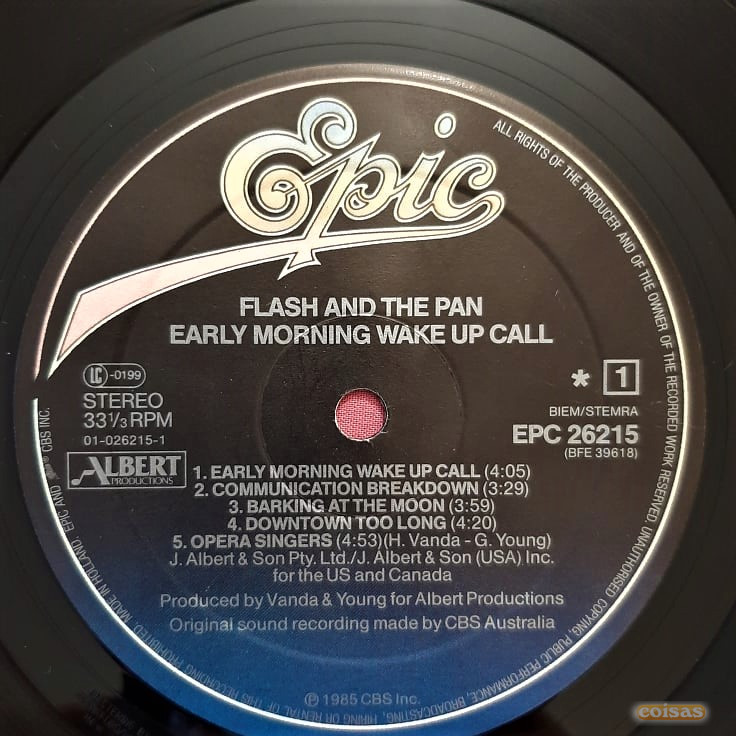 Epic
FLASH AND THE PAN
EARLY MORNING WAKE UP CALL
LC -0199
STEREO
33 1/3 RPM
01-026215-1
* 1
BIEM/STEMRA
EPC 26215
(BFE 39618)
ALBERT
PRODUCTIONS
1. EARLY MORNING WAKE UP CALL (4:05)
2. COMMUNICATION BREAKDOWN (3:29)
3. BARKING AT THE MOON (3:59)
4. DOWNTOWN TOO LONG (4:20)
5. OPERA SINGERS (4:53)(H. Vanda - G. Young)
J. Albert & Son Pty. Ltd./J. Albert & Son (USA) Inc.
for the US and Canada
Produced by Vanda & Young for Albert Productions
Original sound recording made by CBS Australia
℗ 1985 CBS Inc.
ALL RIGHTS OF THE PRODUCER AND OF THE OWNER OF THE RECORDED WORK RESERVED. UNAUTHORISED COPYING, PUBLIC PERFORMANCE, BROADCASTING, HIRING OR RENTAL OF THIS RECORDING PROHIBITED. MADE IN HOLLAND. EPIC AND CBS INC.
coisas